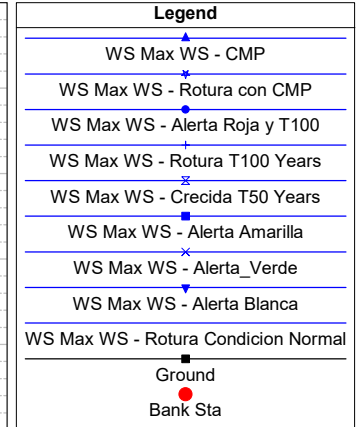 Legend
WS Max WS - CMP
WS Max WS - Rotura con CMP
WS Max WS - Alerta Roja y T100
WS Max WS - Rotura T100 Years
WS Max WS - Crecida T50 Years
WS Max WS - Alerta Amarilla
WS Max WS - Alerta_Verde
WS Max WS - Alerta Blanca
WS Max WS - Rotura Condicion Normal
Ground
Bank Sta